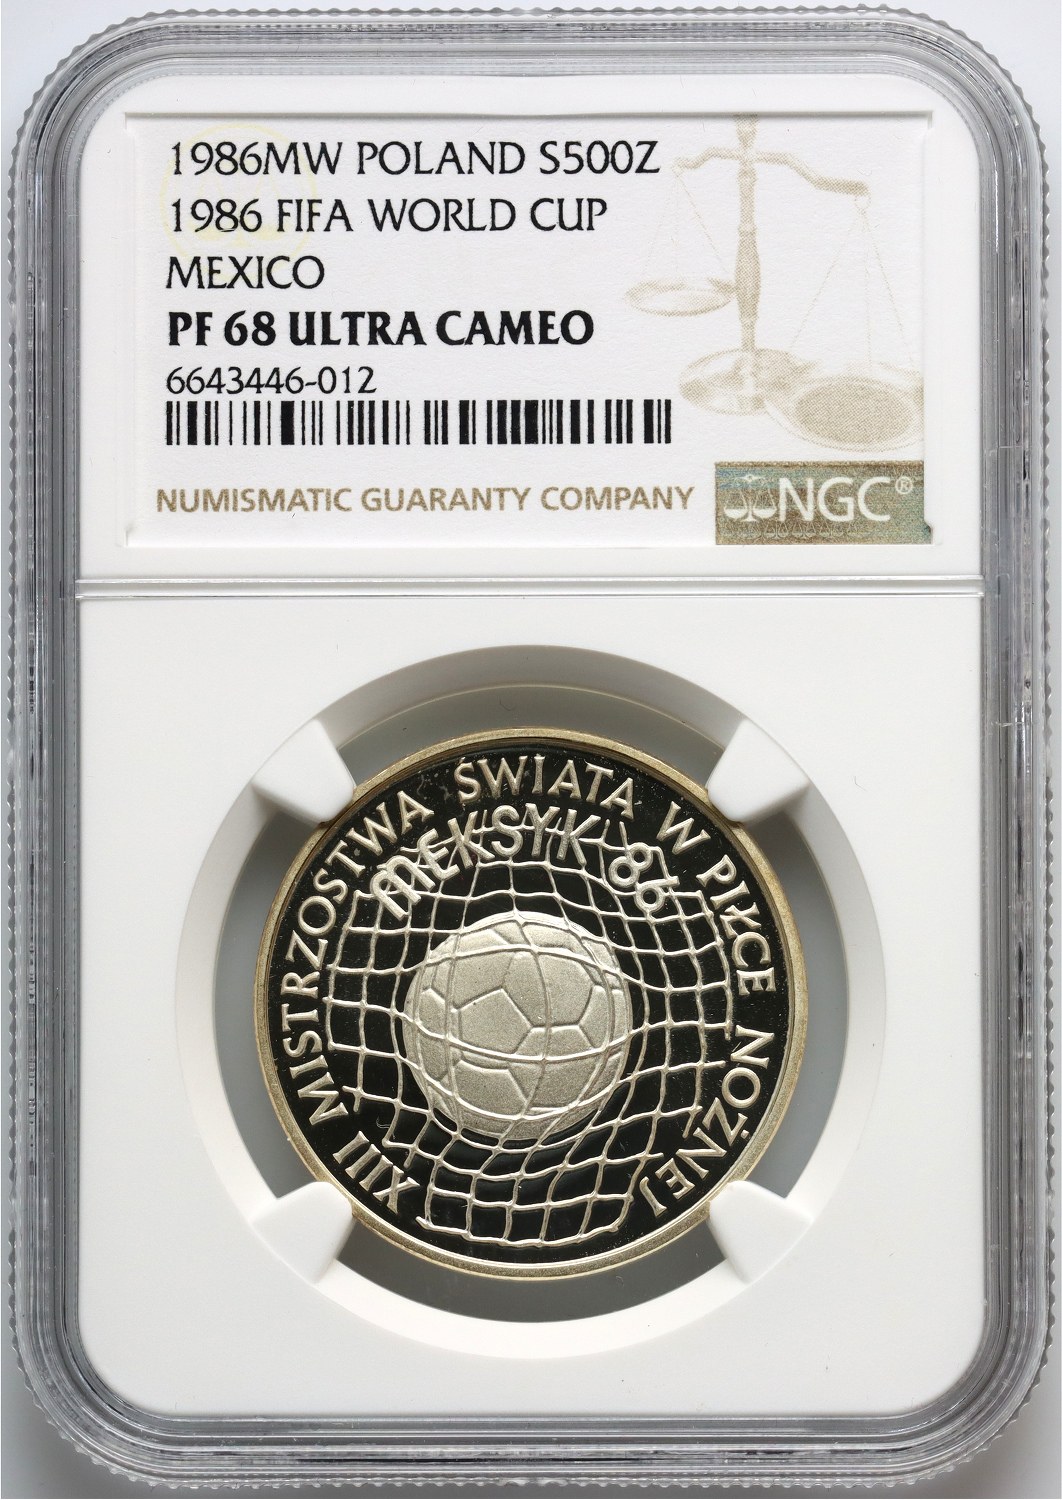 1986MW POLAND S500Z
1986 FIFA WORLD CUP
MEXICO
PF 68 ULTRA CAMEO
6643446-012
NUMISMATIC GUARANTY COMPANY
NGC®
XIII MISTRZOSTWA ŚWIATA W PIŁCE NOŻNEJ
MEKSYK 86